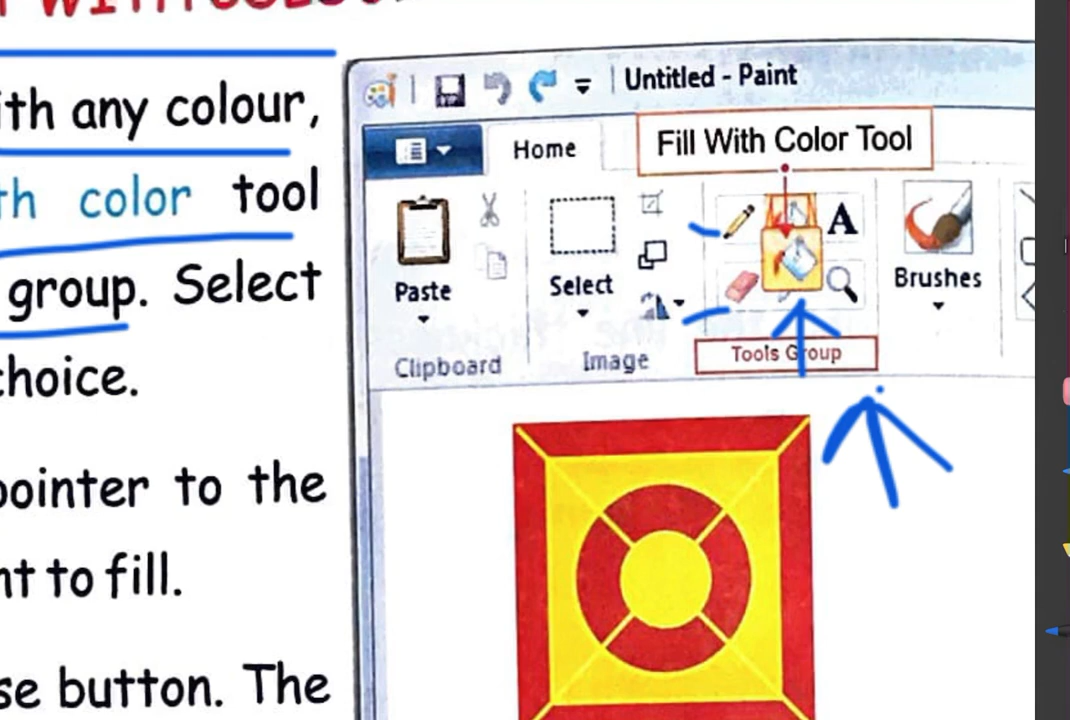 ith any colour,
th color tool
group. Select
choice.
pointer to the
nt to fill.
se button. The
Untitled - Paint
Home
Fill With Color Tool
A
Paste
Select
Brushes
Clipboard
Image
Tools Group